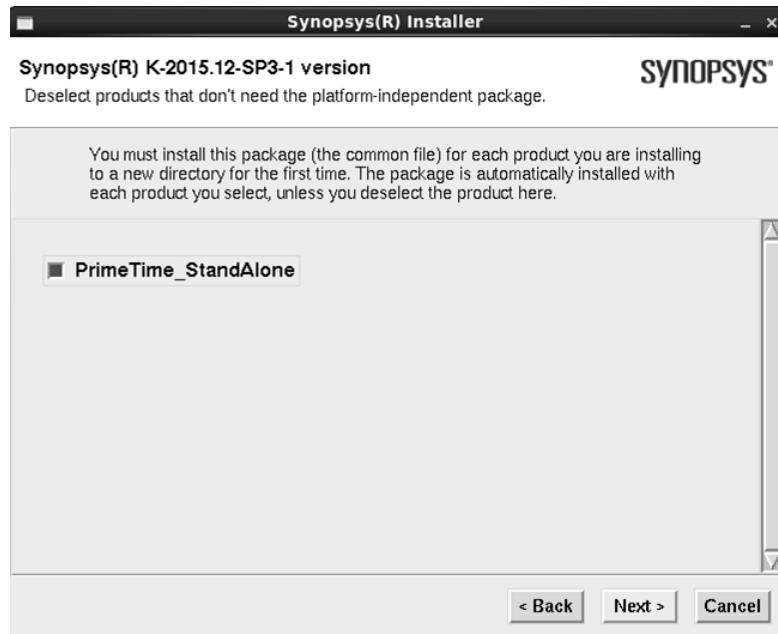 Synopsys(R) Installer
Synopsys(R) K-2015.12-SP3-1 version
SYNOPSYS®
Deselect products that don't need the platform-independent package.
You must install this package (the common file) for each product you are installing
to a new directory for the first time. The package is automatically installed with
each product you select, unless you deselect the product here.
PrimeTime_StandAlone
< Back Next > Cancel